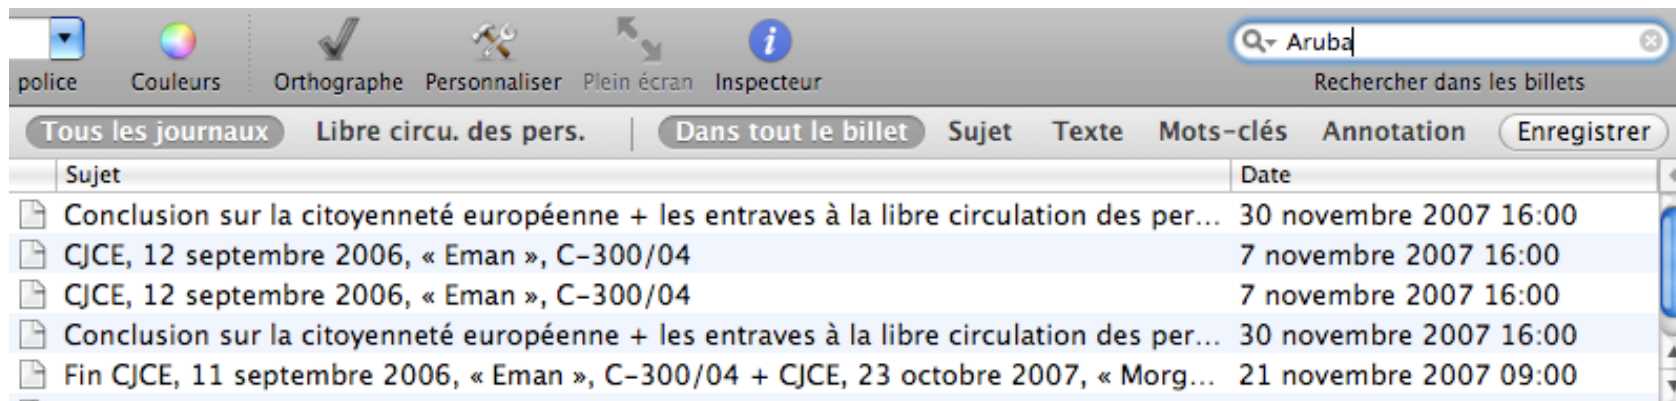 Aruba
police Couleurs Orthographe Personnaliser Plein écran Inspecteur Rechercher dans les billets
Tous les journaux Libre circu. des pers. Dans tout le billet Sujet Texte Mots-clés Annotation Enregistrer
Sujet Date
Conclusion sur la citoyenneté européenne + les entraves à la libre circulation des per... 30 novembre 2007 16:00
CJCE, 12 septembre 2006, « Eman », C-300/04 7 novembre 2007 16:00
CJCE, 12 septembre 2006, « Eman », C-300/04 7 novembre 2007 16:00
Conclusion sur la citoyenneté européenne + les entraves à la libre circulation des per... 30 novembre 2007 16:00
Fin CJCE, 11 septembre 2006, « Eman », C-300/04 + CJCE, 23 octobre 2007, « Morg... 21 novembre 2007 09:00